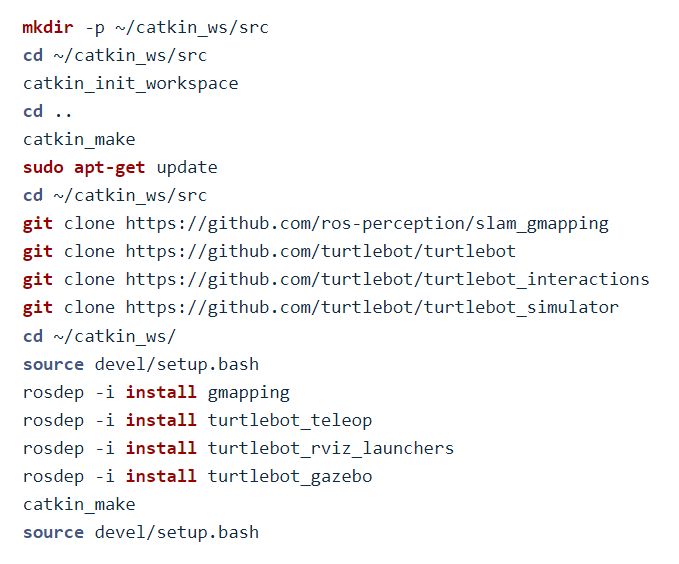 mkdir -p ~/catkin_ws/src
cd ~/catkin_ws/src
catkin_init_workspace
cd ..
catkin_make
sudo apt-get update
cd ~/catkin_ws/src
git clone https://github.com/ros-perception/slam_gmapping
git clone https://github.com/turtlebot/turtlebot
git clone https://github.com/turtlebot/turtlebot_interactions
git clone https://github.com/turtlebot/turtlebot_simulator
cd ~/catkin_ws/
source devel/setup.bash
rosdep -i install gmapping
rosdep -i install turtlebot_teleop
rosdep -i install turtlebot_rviz_launchers
rosdep -i install turtlebot_gazebo
catkin_make
source devel/setup.bash